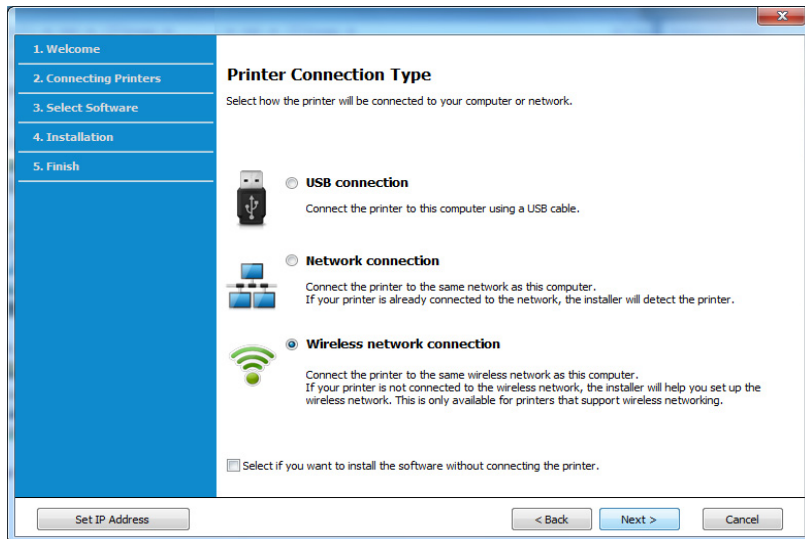 1. Welcome
2. Connecting Printers
3. Select Software
4. Installation
5. Finish
Printer Connection Type
Select how the printer will be connected to your computer or network.
USB connection
Connect the printer to this computer using a USB cable.
Network connection
Connect the printer to the same network as this computer.
If your printer is already connected to the network, the installer will detect the printer.
Wireless network connection
Connect the printer to the same wireless network as this computer.
If your printer is not connected to the wireless network, the installer will help you set up the
wireless network. This is only available for printers that support wireless networking.
Select if you want to install the software without connecting the printer.
Set IP Address
< Back
Next >
Cancel